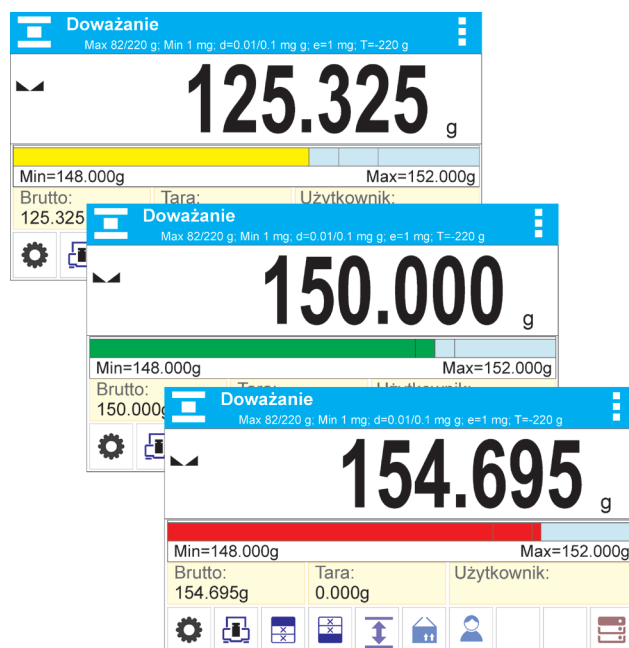 Doważanie
Max 82/220 g; Min 1 mg; d=0.01/0.1 mg g; e=1 mg; T=-220 g
125.325 g
Min=148.000g Max=152.000g
Brutto: Tara: Użytkownik:
125.325
Doważanie
Max 82/220 g; Min 1 mg; d=0.01/0.1 mg g; e=1 mg; T=-220 g
150.000 g
Min=148.000g Max=152.000g
Brutto:
150.000g
Doważanie
Max 82/220 g; Min 1 mg; d=0.01/0.1 mg g; e=1 mg; T=-220 g
154.695 g
Min=148.000g Max=152.000g
Brutto: Tara: Użytkownik:
154.695g 0.000g